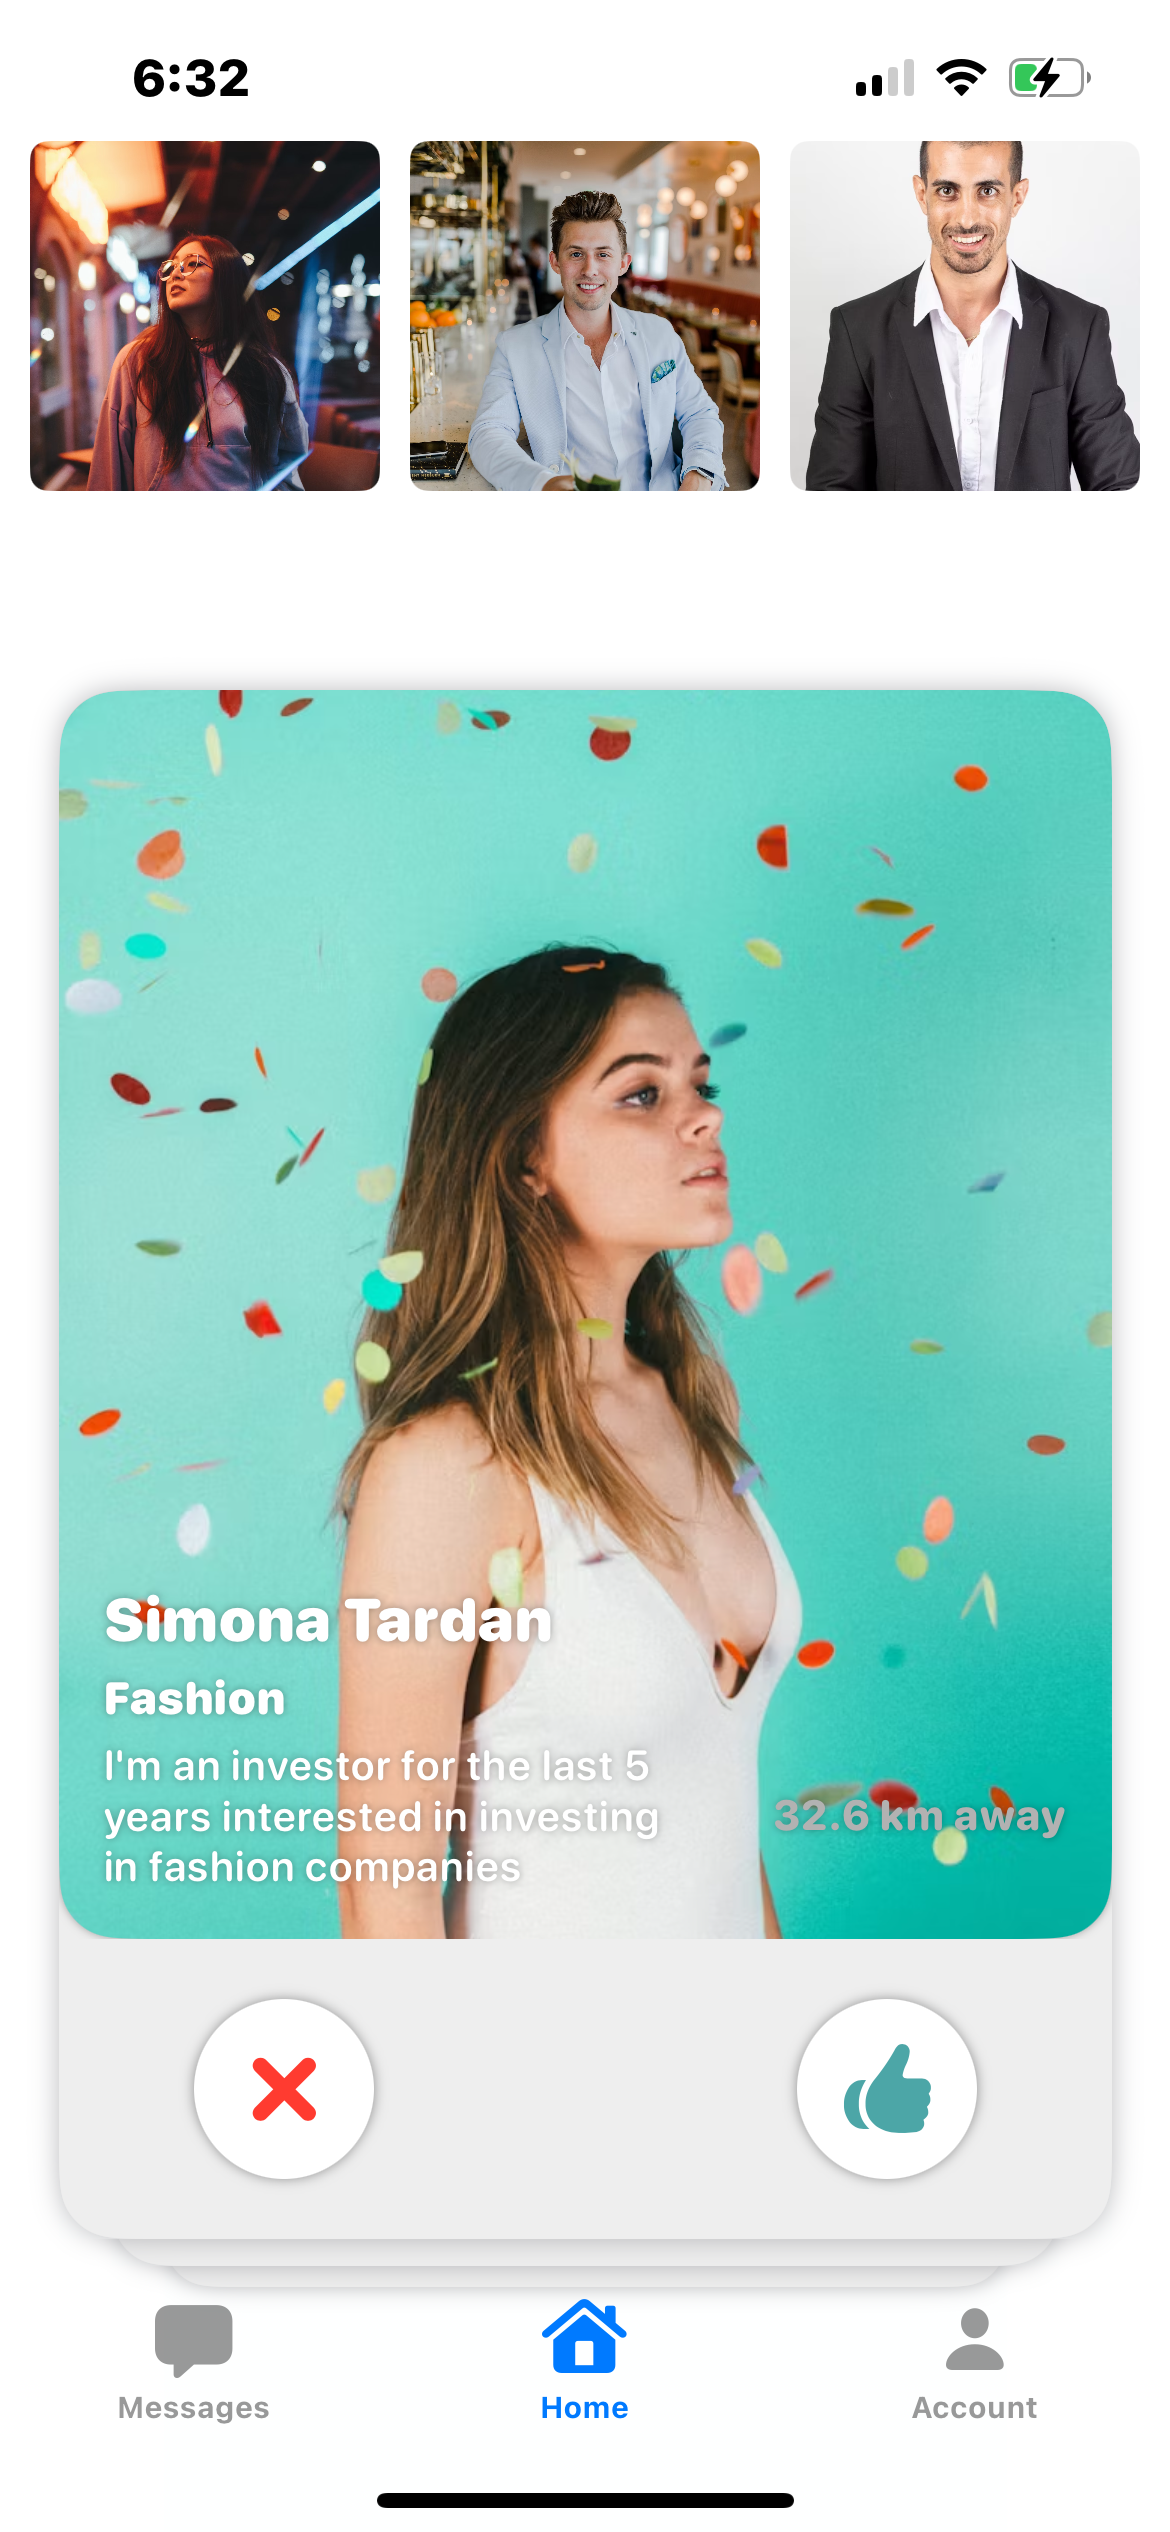 6:32
Simona Tardan
Fashion
I'm an investor for the last 5
years interested in investing
in fashion companies
32.6 km away
Messages
Home
Account